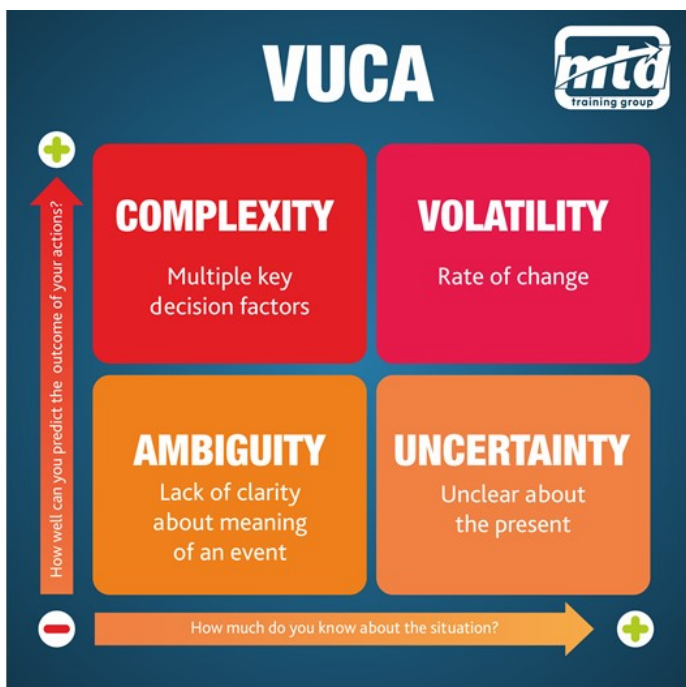 VUCA
mtd
training group
How well can you predict the outcome of your actions?
COMPLEXITY
Multiple key
decision factors
VOLATILITY
Rate of change
AMBIGUITY
Lack of clarity
about meaning
of an event
UNCERTAINTY
Unclear about
the present
How much do you know about the situation?